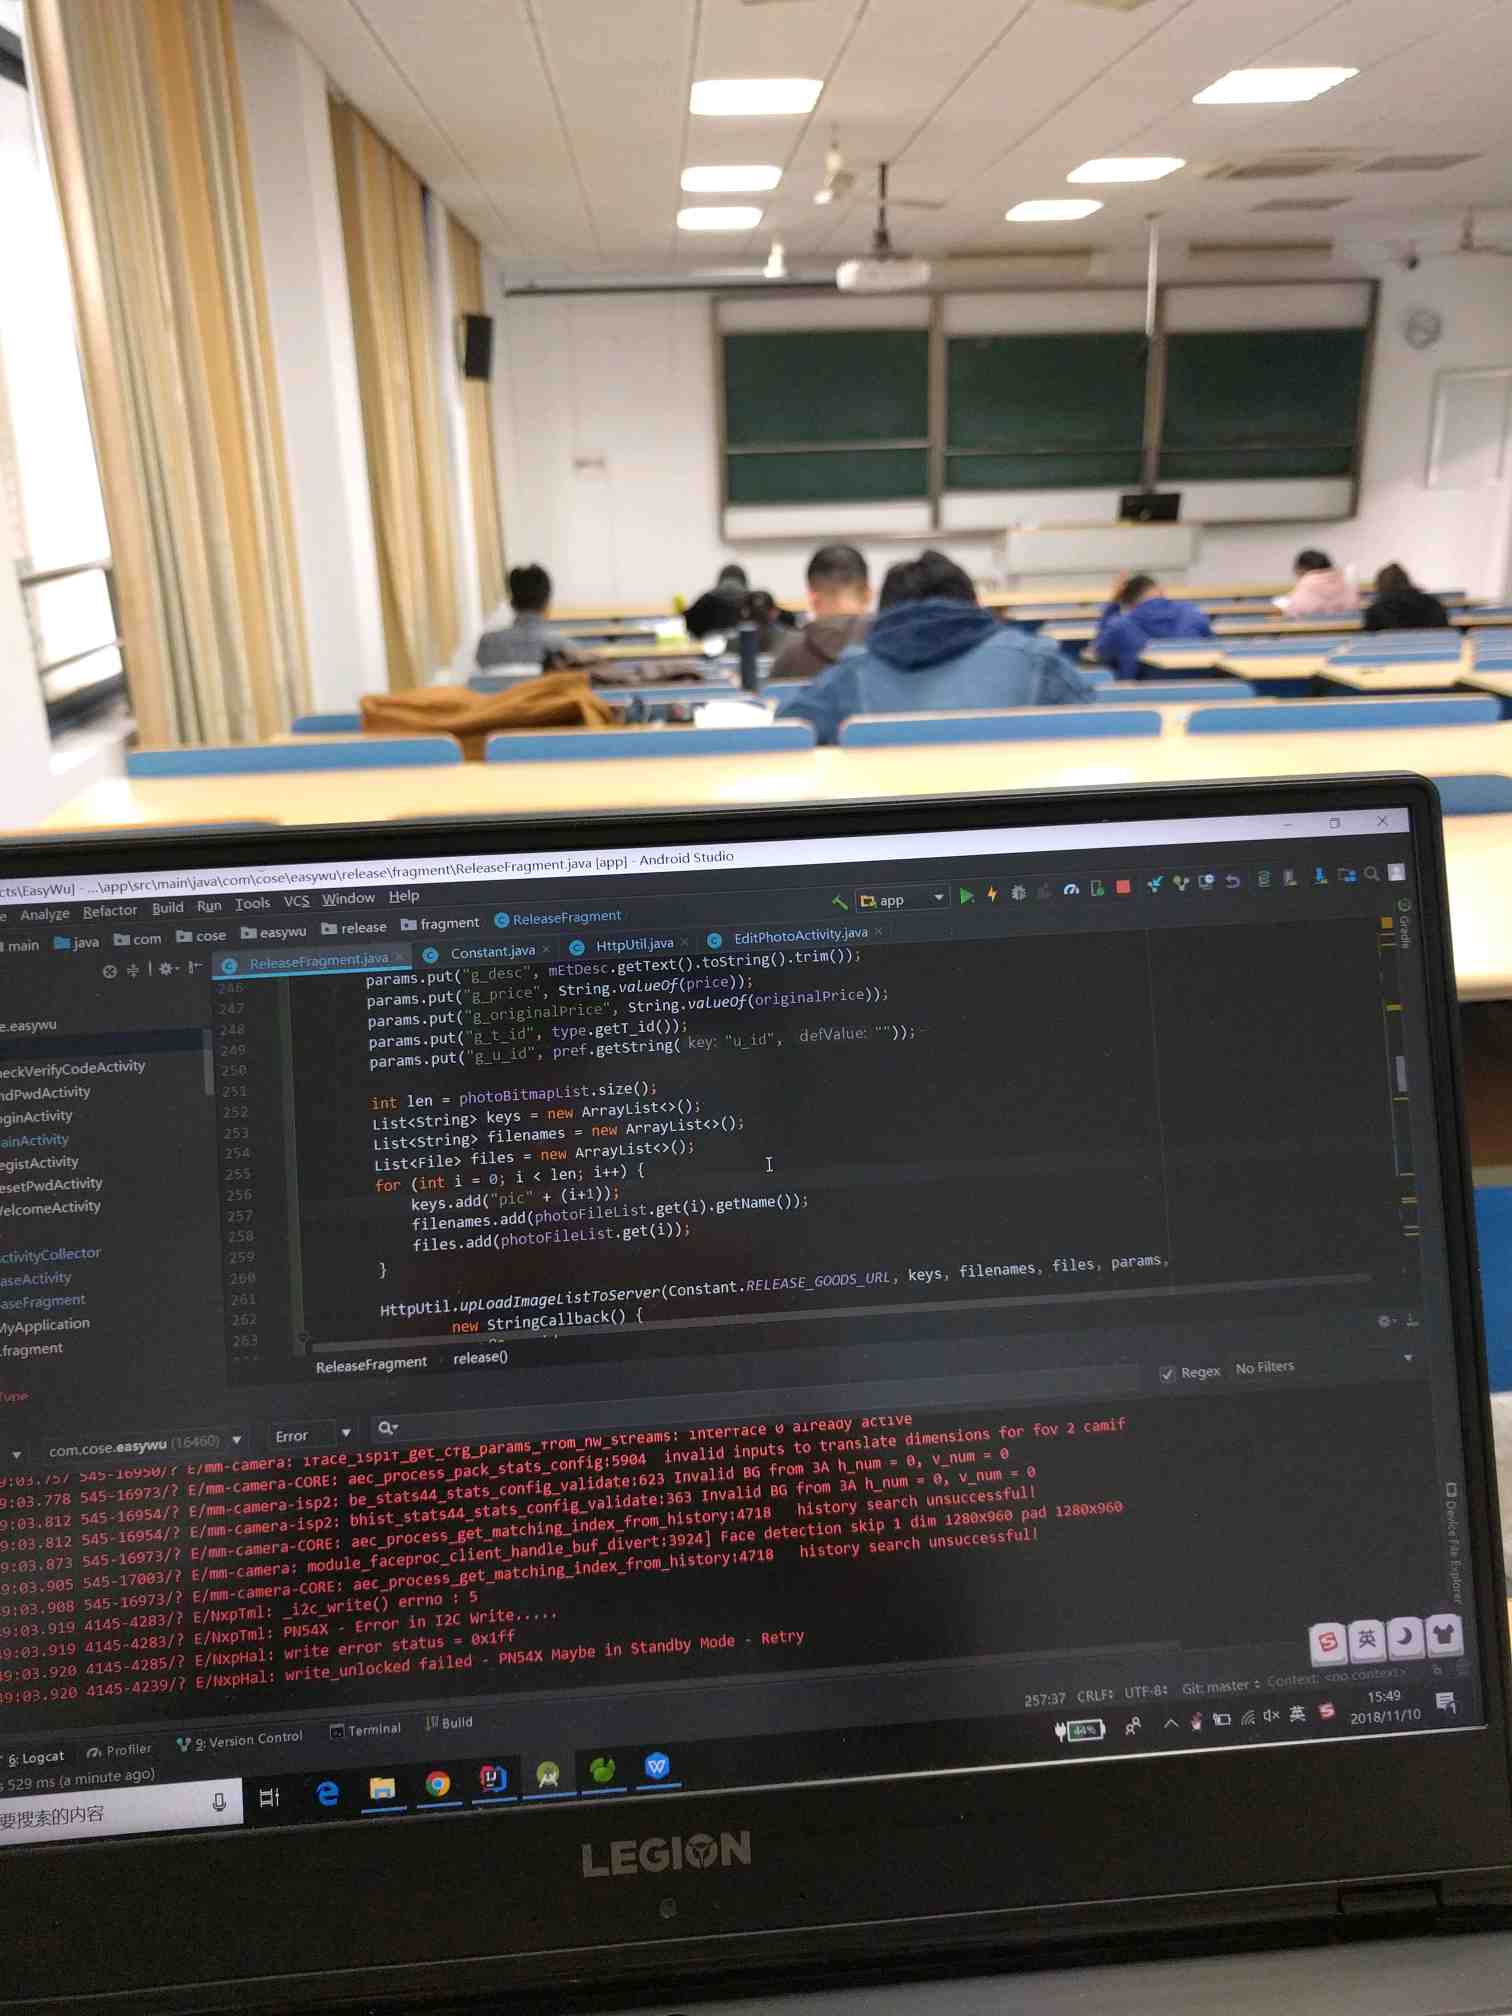 cts\EasyWu] - ...\app\src\main\java\com\cose\easywu\release\fragment\ReleaseFragment.java [app] - Android Studio
Analyze Refactor Build Run Tools VCS Window Help
main java com cose easywu release fragment ReleaseFragment
app
ReleaseFragment.java Constant.java HttpUtil.java EditPhotoActivity.java
Gradle
246 params.put("g_desc", mEtDesc.getText().toString().trim());
247 params.put("g_price", String.valueOf(price));
248 params.put("g_originalPrice", String.valueOf(originalPrice));
249 params.put("g_t_id", type.getT_id());
250 params.put("g_u_id", pref.getString( key: "u_id", defValue: ""));
251
252 int len = photoBitmapList.size();
253 List<String> keys = new ArrayList<>();
254 List<String> filenames = new ArrayList<>();
255 List<File> files = new ArrayList<>();
256 for (int i = 0; i < len; i++) {
257 keys.add("pic" + (i+1));
258 filenames.add(photoFileList.get(i).getName());
259 files.add(photoFileList.get(i));
260 }
261
262 HttpUtil.upLoadImageListToServer(Constant.RELEASE_GOODS_URL, keys, filenames, files, params,
263 new StringCallback() {
e.easywu
heckVerifyCodeActivity
ndPwdActivity
oginActivity
ainActivity
egistActivity
esetPwdActivity
WelcomeActivity
ctivityCollector
aseActivity
aseFragment
MyApplication
.fragment
Type
ReleaseFragment release()
com.cose.easywu (16460) Error Regex No Filters
9:03.757 545-16950/? E/mm-camera: iface_ispif_get_cfg_params_from_hw_streams: interface 0 already active
9:03.778 545-16973/? E/mm-camera-CORE: aec_process_pack_stats_config:5904 invalid inputs to translate dimensions for fov 2 camif
9:03.812 545-16954/? E/mm-camera-isp2: be_stats44_stats_config_validate:623 Invalid BG from 3A h_num = 0, v_num = 0
9:03.812 545-16954/? E/mm-camera-isp2: bhist_stats44_stats_config_validate:363 Invalid BG from 3A h_num = 0, v_num = 0
9:03.873 545-16973/? E/mm-camera-CORE: aec_process_get_matching_index_from_history:4718 history search unsuccessful!
9:03.905 545-17003/? E/mm-camera: module_faceproc_client_handle_buf_divert:3924] Face detection skip 1 dim 1280x960 pad 1280x960
9:03.908 545-16973/? E/mm-camera-CORE: aec_process_get_matching_index_from_history:4718 history search unsuccessful!
9:03.919 4145-4283/? E/NxpTml: _i2c_write() errno : 5
9:03.919 4145-4283/? E/NxpTml: PN54X - Error in I2C Write.....
9:03.920 4145-4285/? E/NxpHal: write error status = 0x1ff
9:03.920 4145-4239/? E/NxpHal: write_unlocked failed - PN54X Maybe in Standby Mode - Retry
Device File Explorer
英
6: Logcat Profiler 9: Version Control Terminal Build
257:37 CRLF UTF-8 Git: master Context: <no context>
s 529 ms (a minute ago)
要搜索的内容
44%
英
15:49
2018/11/10
LEGION